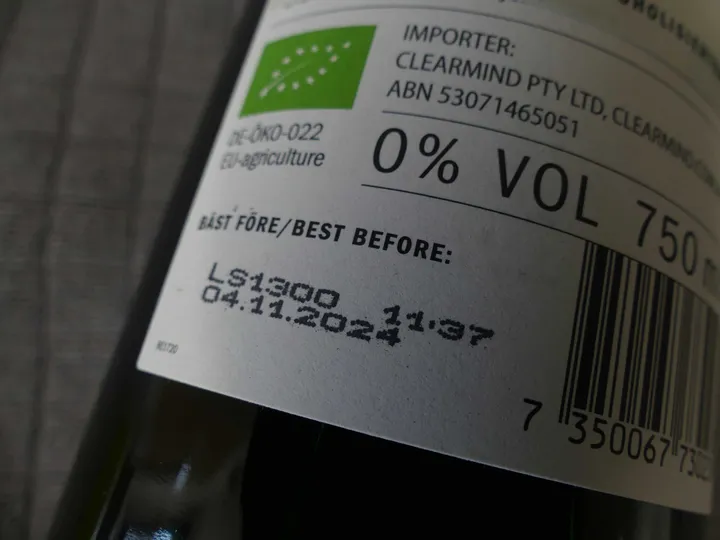 IMPORTER:
CLEARMIND PTY LTD,
ABN 53071465051
DE-ÖKO-022
EU-agriculture
0% VOL 750
BÄST FÖRE/BEST BEFORE:
LS1300 11:37
04.11.2024
7 350067